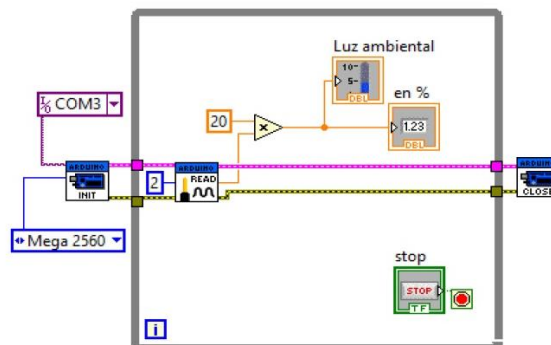 Luz ambiental
10-
5-
DBL
COM3
en %
20
1.23
DBL
ARDUINO
INIT
ARDUINO
READ
2
ARDUINO
CLOSE
Mega 2560
stop
STOP
TF
i